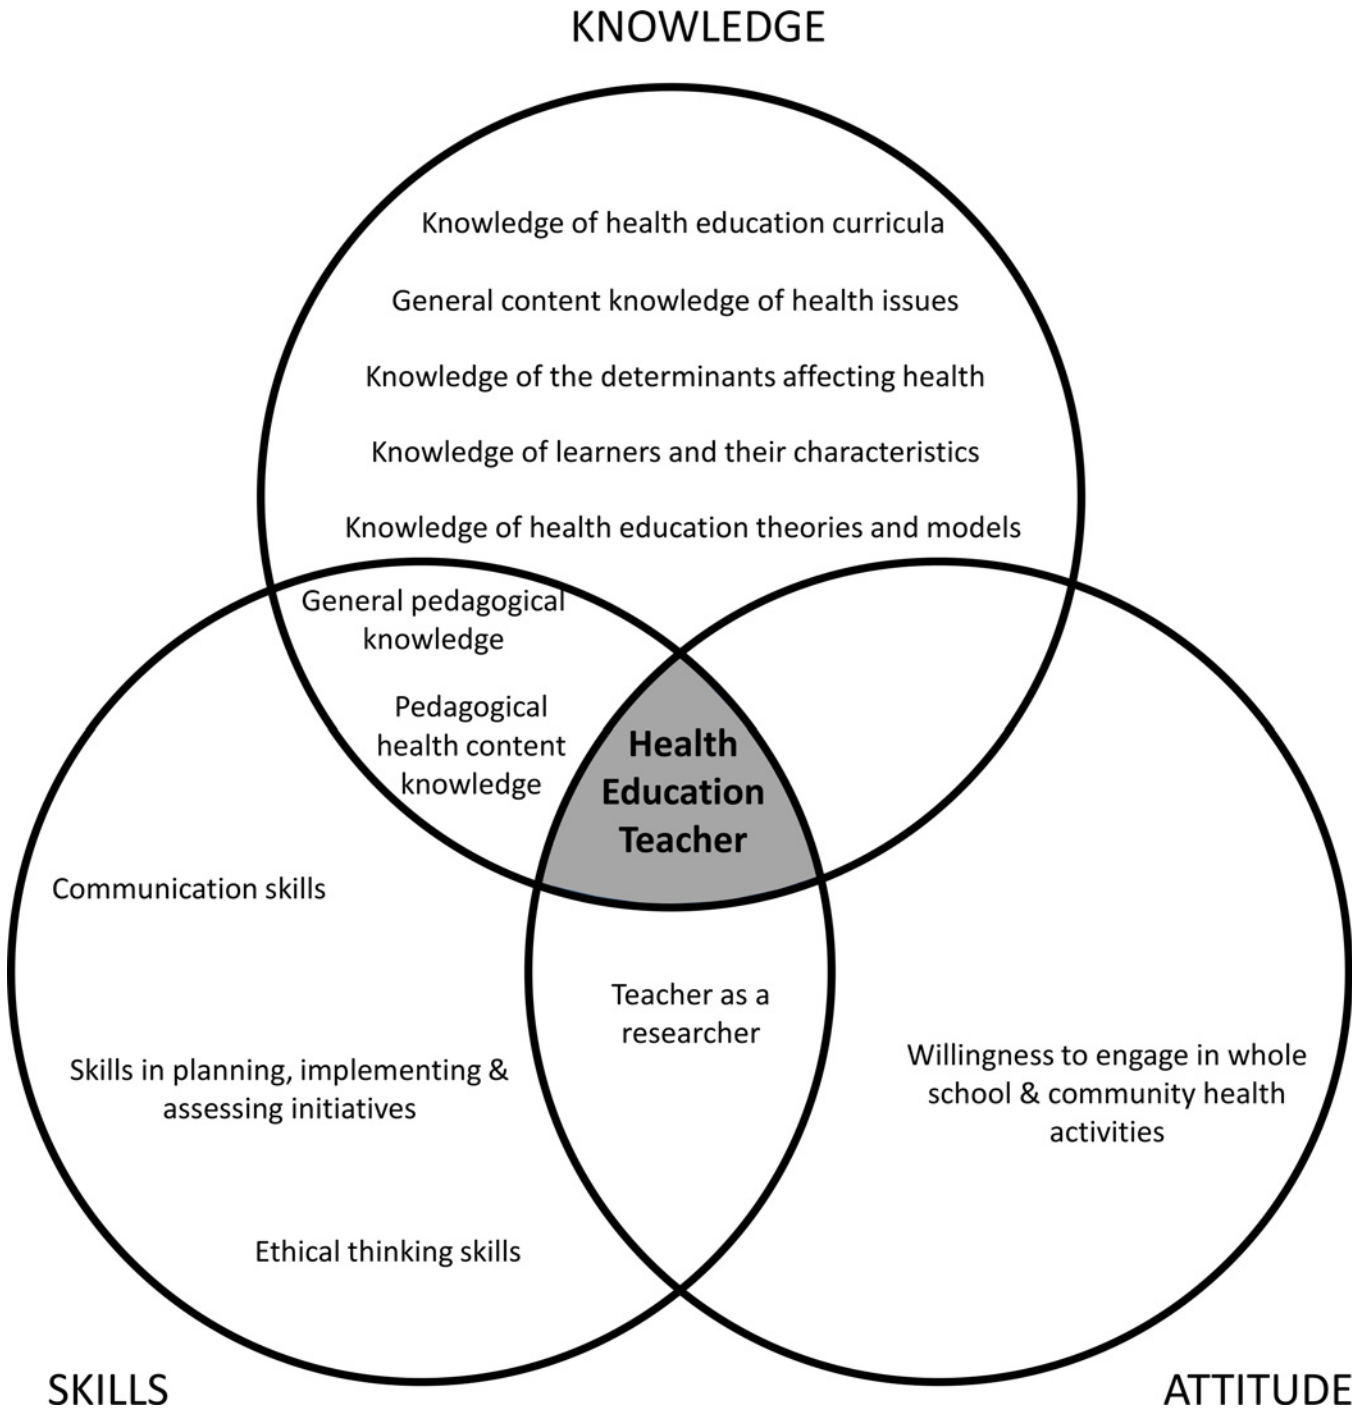 KNOWLEDGE
Knowledge of health education curricula
General content knowledge of health issues
Knowledge of the determinants affecting health
Knowledge of learners and their characteristics
Knowledge of health education theories and models
General pedagogical
knowledge
Pedagogical
health content
knowledge
Health
Education
Teacher
Communication skills
Teacher as a
researcher
Skills in planning, implementing &
assessing initiatives
Willingness to engage in whole
school & community health
activities
Ethical thinking skills
SKILLS
ATTITUDE